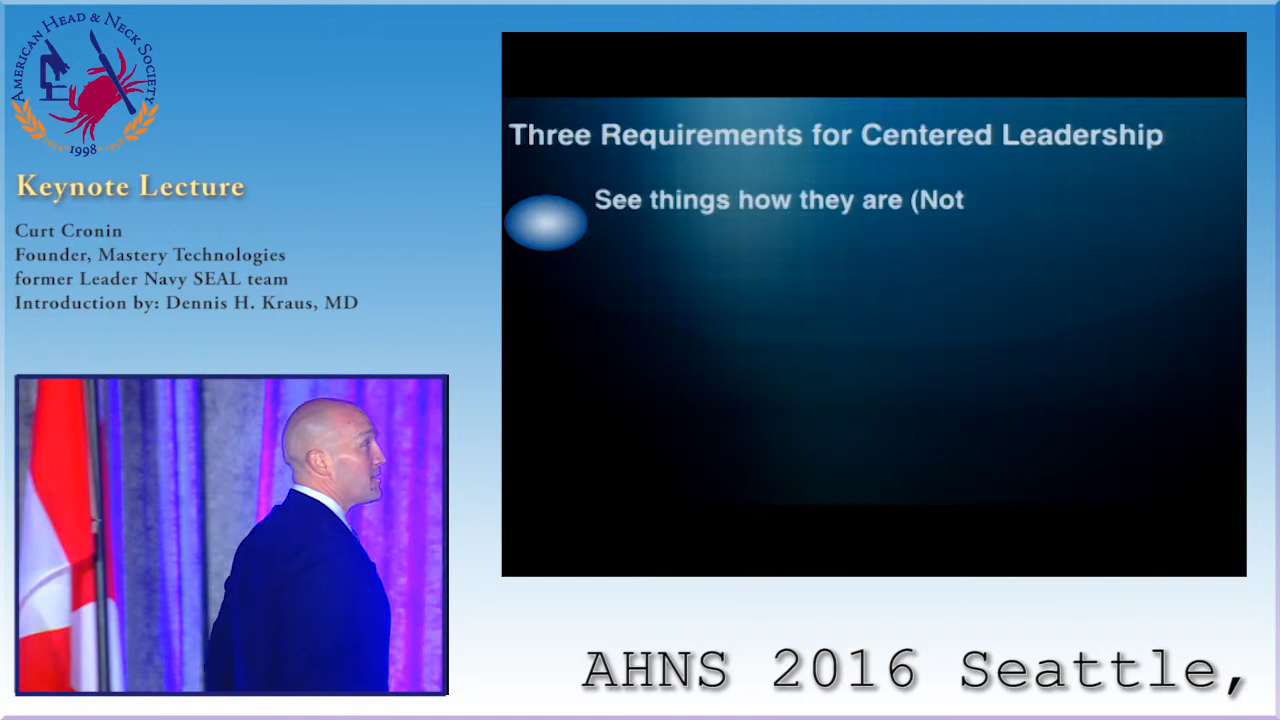 AMERICAN HEAD & NECK SOCIETY
1998
Keynote Lecture
Curt Cronin
Founder, Mastery Technologies
former Leader Navy SEAL team
Introduction by: Dennis H. Kraus, MD
Three Requirements for Centered Leadership
See things how they are (Not
AHNS 2016 Seattle,